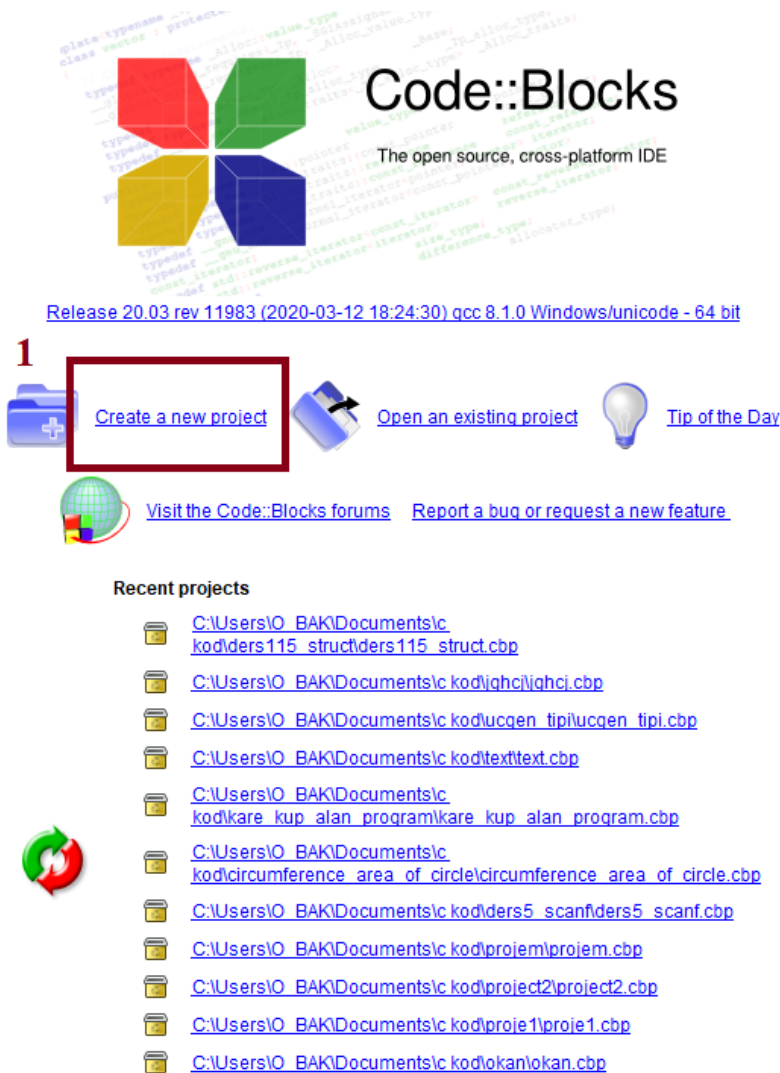 Code::Blocks
The open source, cross-platform IDE
Release 20.03 rev 11983 (2020-03-12 18:24:30) gcc 8.1.0 Windows/unicode - 64 bit
1
Create a new project
Open an existing project
Tip of the Day
Visit the Code::Blocks forums
Report a bug or request a new feature
Recent projects
C:\Users\O_BAK\Documents\c
kod\ders115_struct\ders115_struct.cbp
C:\Users\O_BAK\Documents\c kod\jghcj\jghcj.cbp
C:\Users\O_BAK\Documents\c kod\ucgen_tipi\ucgen_tipi.cbp
C:\Users\O_BAK\Documents\c kod\text\text.cbp
C:\Users\O_BAK\Documents\c
kod\kare_kup_alan_program\kare_kup_alan_program.cbp
C:\Users\O_BAK\Documents\c
kod\circumference_area_of_circle\circumference_area_of_circle.cbp
C:\Users\O_BAK\Documents\c kod\ders5_scanf\ders5_scanf.cbp
C:\Users\O_BAK\Documents\c kod\projem\projem.cbp
C:\Users\O_BAK\Documents\c kod\project2\project2.cbp
C:\Users\O_BAK\Documents\c kod\proje1\proje1.cbp
C:\Users\O_BAK\Documents\c kod\okan\okan.cbp